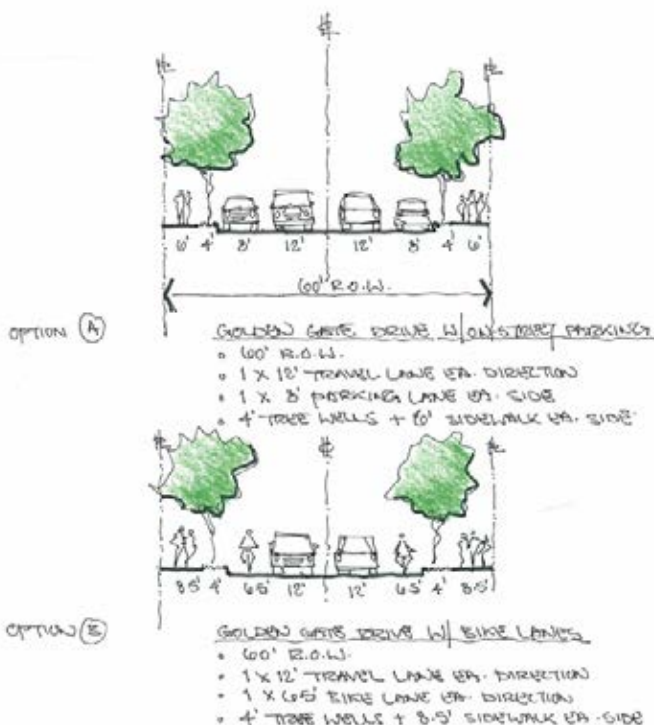 ℄
℄ ℄
6' 4' 8' 12' 12' 8' 4' 6'
60' R.O.W.
OPTION A
GOLDEN GATE DRIVE W/ ON-STREET PARKING
• 60' R.O.W.
• 1 X 12' TRAVEL LANE EA. DIRECTION
• 1 X 8' PARKING LANE EA. SIDE
• 4' TREE WELLS + 6' SIDEWALK EA. SIDE
℄ ℄ ℄
8.5' 4' 6.5' 12' 12' 6.5' 4' 8.5'
OPTION B
GOLDEN GATE DRIVE W/ BIKE LANES
• 60' R.O.W.
• 1 X 12' TRAVEL LANE EA. DIRECTION
• 1 X 6.5' BIKE LANE EA. DIRECTION
• 4' TREE WELLS + 8.5' SIDEWALK EA. SIDE